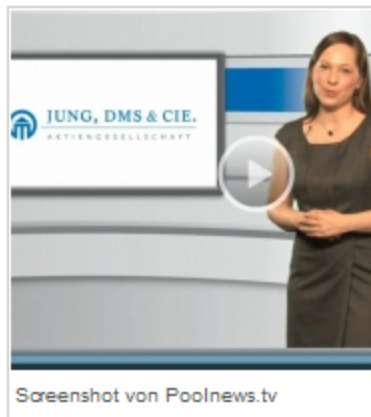 JUNG, DMS & CIE.
AKTIENGESELLSCHAFT
Screenshot von Poolnews.tv